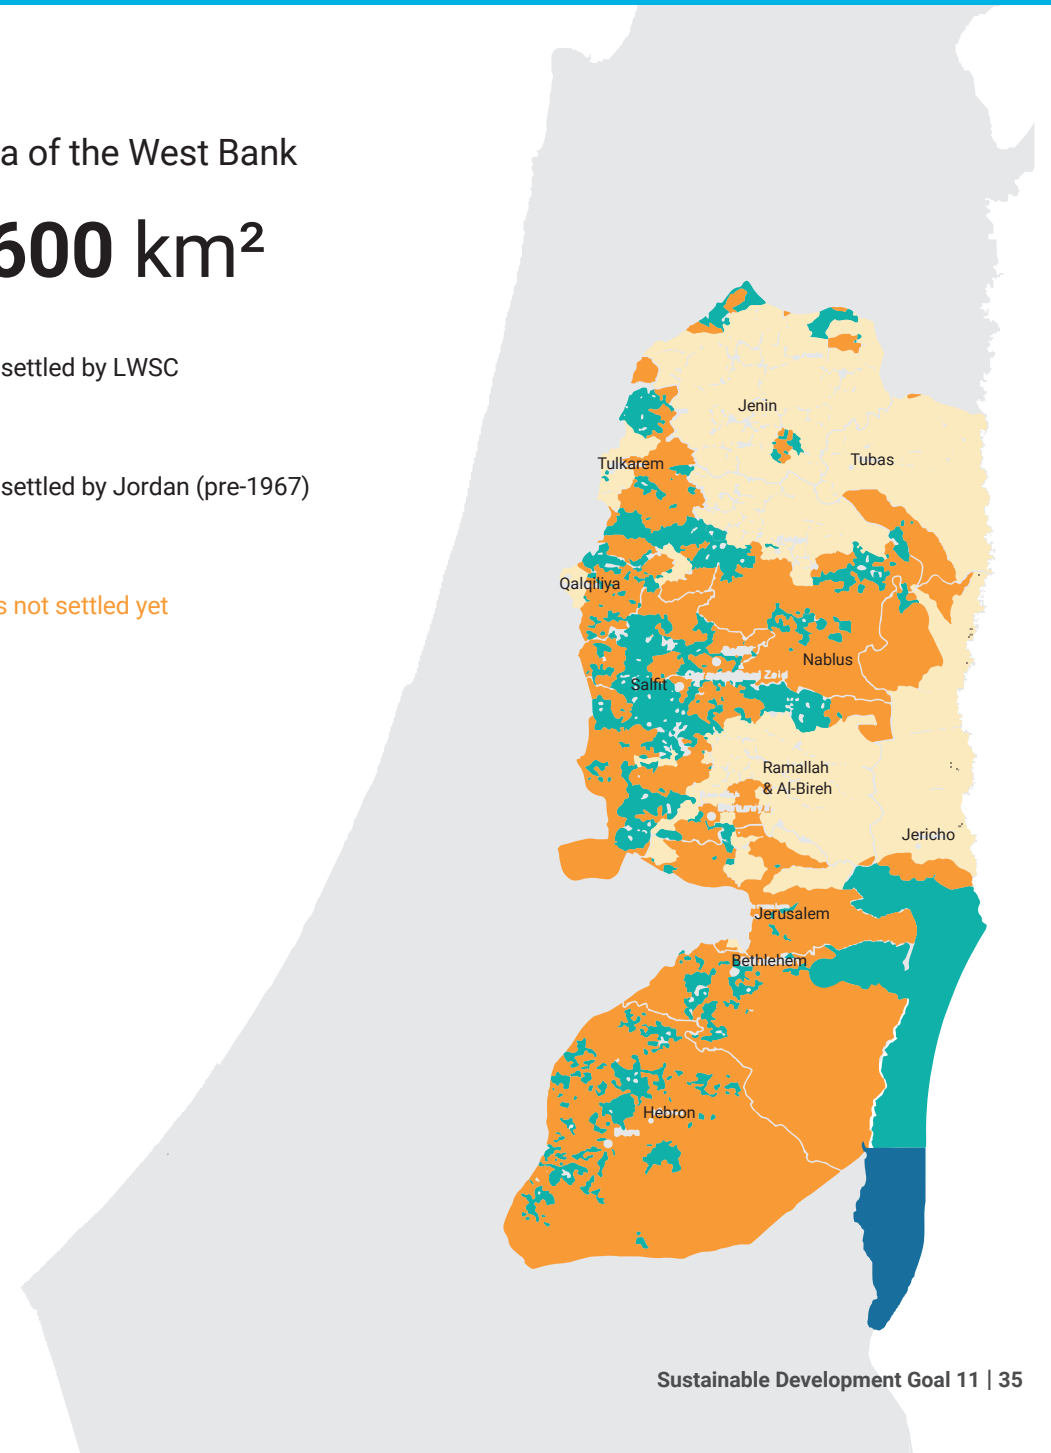 a of the West Bank
600 km²
settled by LWSC
settled by Jordan (pre-1967)
s not settled yet
Jenin
Tubas
Tulkarem
Qalqiliya
Nablus
Salfit
Ramallah
& Al-Bireh
Jericho
Jerusalem
Bethlehem
Hebron
Dura
Sustainable Development Goal 11 | 35